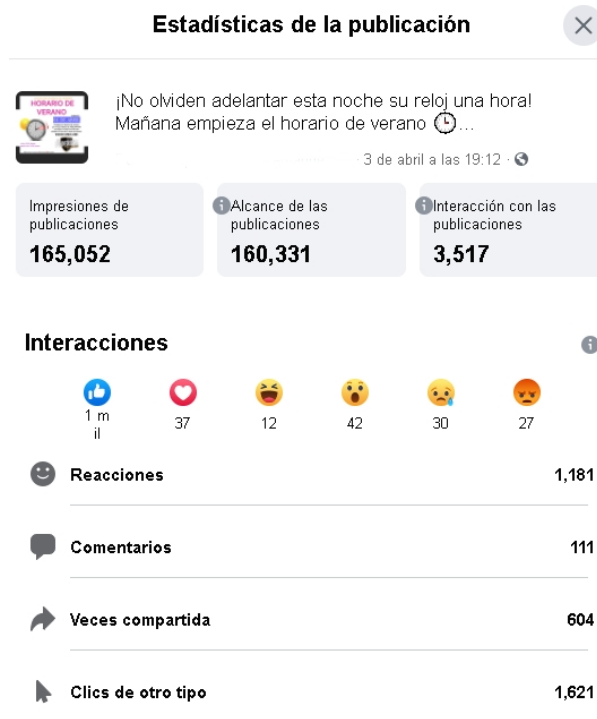 Estadísticas de la publicación
HORARIO DE
VERANO
¡No olviden adelantar esta noche su reloj una hora!
Mañana empieza el horario de verano 🕒...
3 de abril a las 19:12 ·
Impresiones de
publicaciones
165,052
Alcance de las
publicaciones
160,331
Interacción con las
publicaciones
3,517
Interacciones
1 m
il
37
12
42
30
27
Reacciones 1,181
Comentarios 111
Veces compartida 604
Clics de otro tipo 1,621